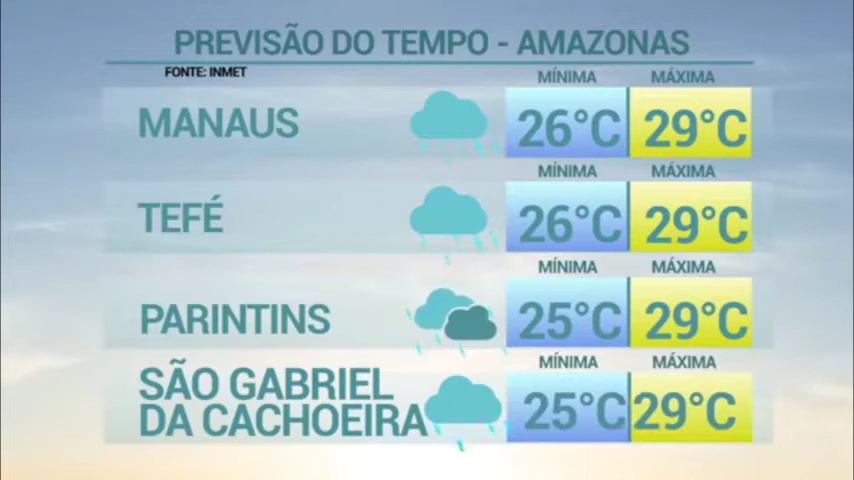 PREVISÃO DO TEMPO - AMAZONAS
FONTE: INMET
MÍNIMA MÁXIMA
MANAUS 26°C 29°C
MÍNIMA MÁXIMA
TEFÉ 26°C 29°C
MÍNIMA MÁXIMA
PARINTINS 25°C 29°C
MÍNIMA MÁXIMA
SÃO GABRIEL
DA CACHOEIRA 25°C 29°C